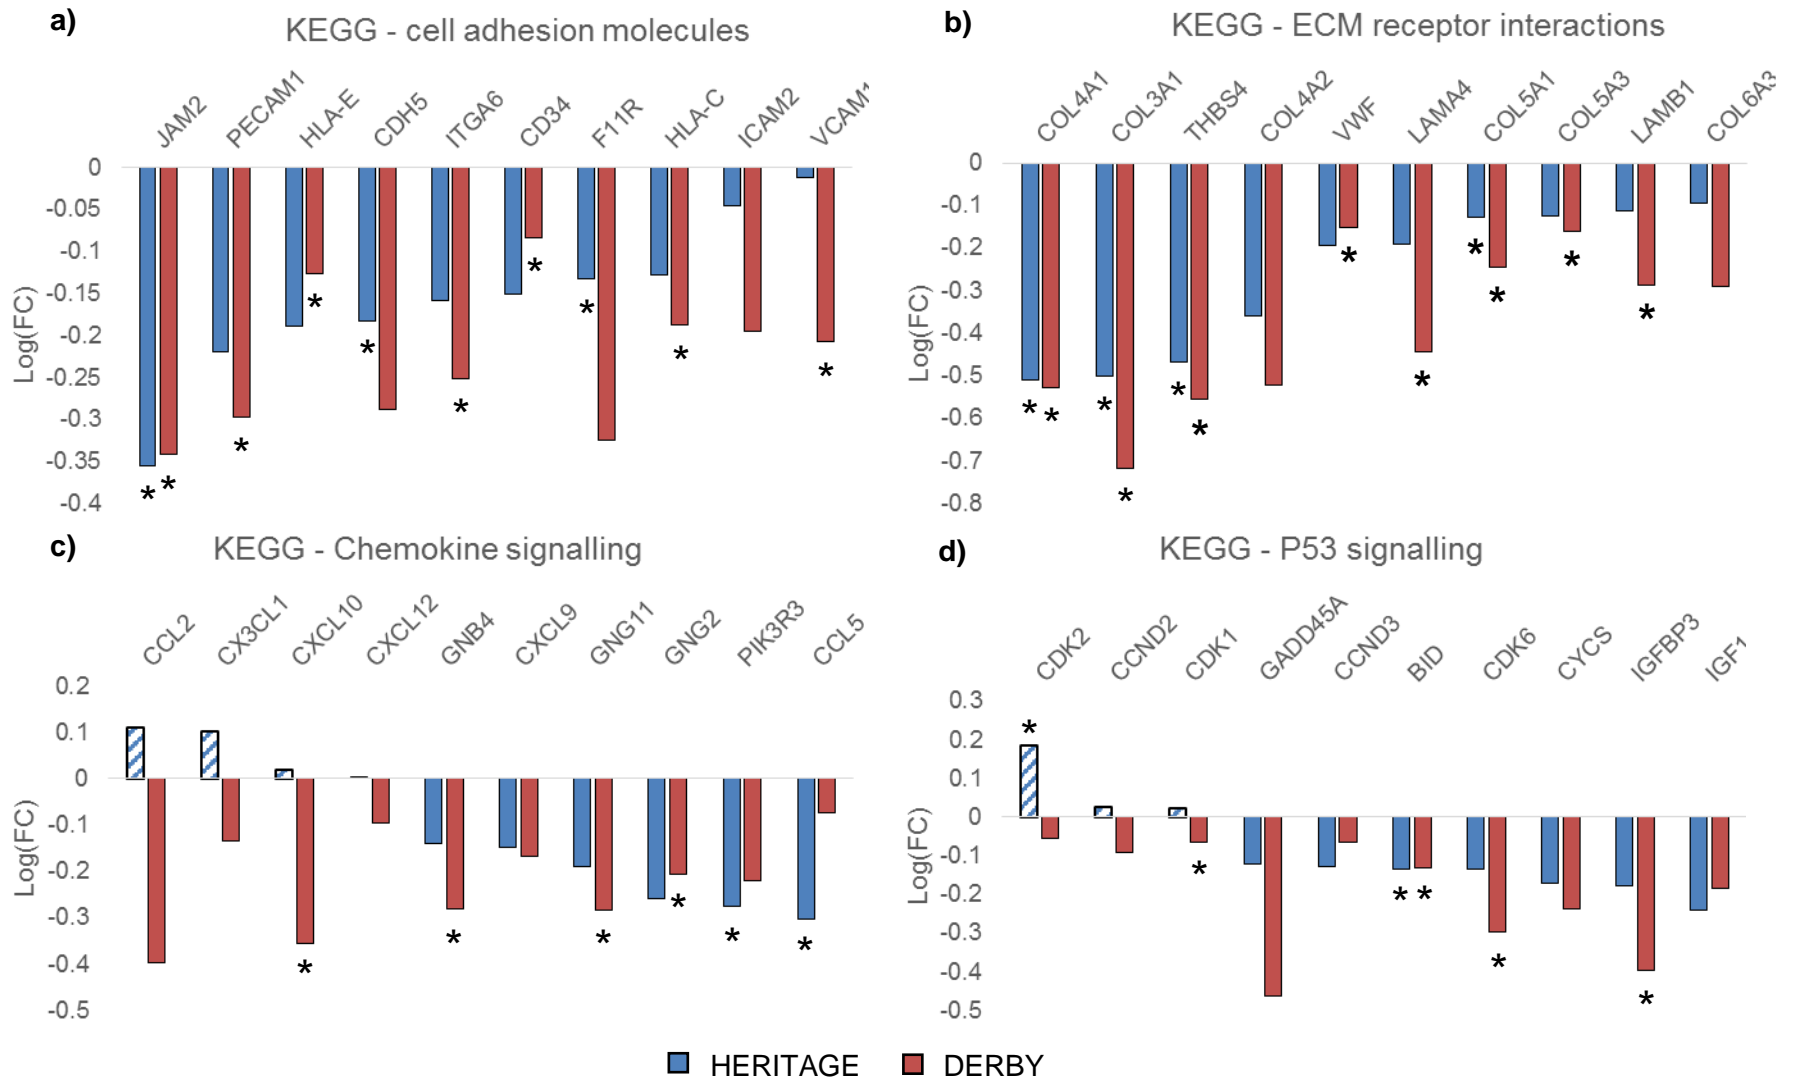 a)
KEGG - cell adhesion molecules
JAM2 PECAM1 HLA-E CDH5 ITGA6 CD34 F11R HLA-C ICAM2 VCAM1
0
-0.05
-0.1
-0.15
-0.2
-0.25
-0.3
-0.35
-0.4
Log(FC)
* * * * * * * * * *
b)
KEGG - ECM receptor interactions
COL4A1 COL3A1 THBS4 COL4A2 VWF LAMA4 COL5A1 COL5A3 LAMB1 COL6A3
0
-0.1
-0.2
-0.3
-0.4
-0.5
-0.6
-0.7
-0.8
Log(FC)
* * * * * * * * * * * *
c)
KEGG - Chemokine signalling
CCL2 CX3CL1 CXCL10 CXCL12 GNB4 CXCL9 GNG11 GNG2 PIK3R3 CCL5
0.2
0.1
0
-0.1
-0.2
-0.3
-0.4
-0.5
Log(FC)
* * * * * *
d)
KEGG - P53 signalling
CDK2 CCND2 CDK1 GADD45A CCND3 BID CDK6 CYCS IGFBP3 IGF1
0.3
0.2
0.1
0
-0.1
-0.2
-0.3
-0.4
-0.5
Log(FC)
* * * * * *
HERITAGE DERBY